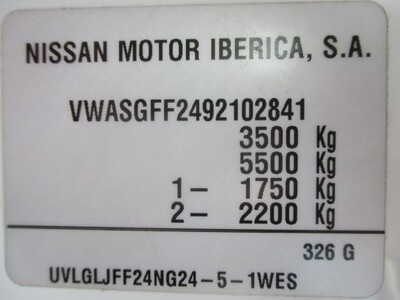 NISSAN MOTOR IBERICA, S.A.
VWASGFF2492102841
3500 Kg
5500 Kg
1- 1750 Kg
2- 2200 Kg
326 G
UVLGLJFF24NG24-5-1WES